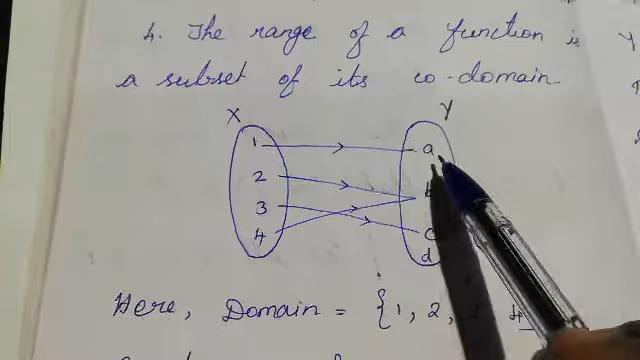 4. The range of a function is
a subset of its co-domain.
X Y
1 a
2 b
3 c
4 d
Here, Domain = {1, 2, 4